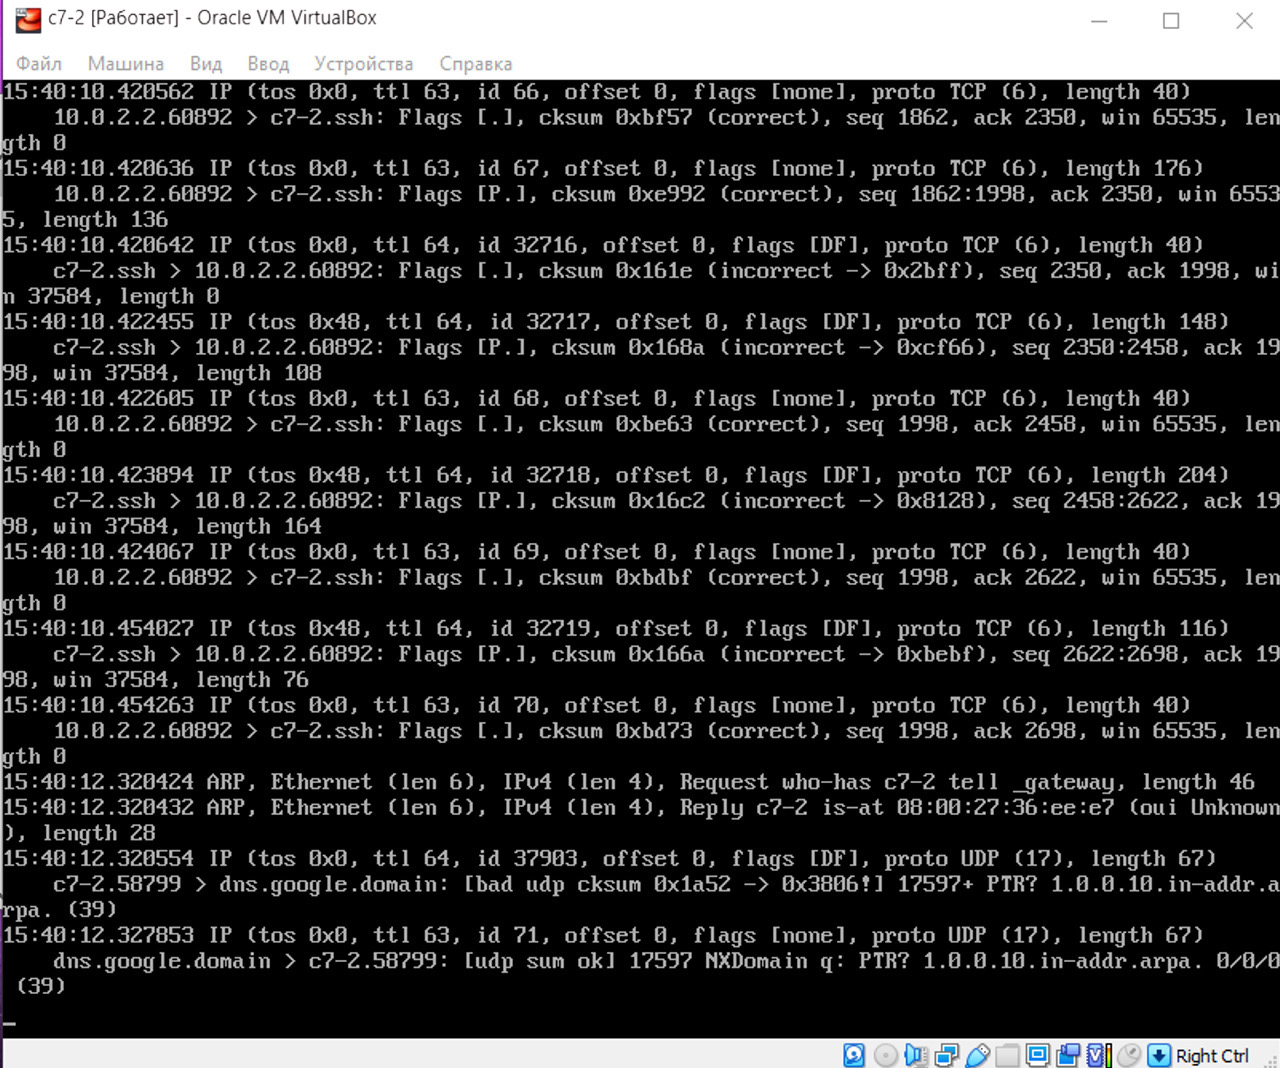 c7-2 [Работает] - Oracle VM VirtualBox
Файл Машина Вид Ввод Устройства Справка
15:40:10.420562 IP (tos 0x0, ttl 63, id 66, offset 0, flags [none], proto TCP (6), length 40)
10.0.2.2.60892 > c7-2.ssh: Flags [.], cksum 0xbf57 (correct), seq 1862, ack 2350, win 65535, len
gth 0
15:40:10.420636 IP (tos 0x0, ttl 63, id 67, offset 0, flags [none], proto TCP (6), length 176)
10.0.2.2.60892 > c7-2.ssh: Flags [P.], cksum 0xe992 (correct), seq 1862:1998, ack 2350, win 6553
5, length 136
15:40:10.420642 IP (tos 0x0, ttl 64, id 32716, offset 0, flags [DF], proto TCP (6), length 40)
c7-2.ssh > 10.0.2.2.60892: Flags [.], cksum 0x161e (incorrect -> 0x2bff), seq 2350, ack 1998, wi
n 37584, length 0
15:40:10.422455 IP (tos 0x48, ttl 64, id 32717, offset 0, flags [DF], proto TCP (6), length 148)
c7-2.ssh > 10.0.2.2.60892: Flags [P.], cksum 0x168a (incorrect -> 0xcf66), seq 2350:2458, ack 19
98, win 37584, length 108
15:40:10.422605 IP (tos 0x0, ttl 63, id 68, offset 0, flags [none], proto TCP (6), length 40)
10.0.2.2.60892 > c7-2.ssh: Flags [.], cksum 0xbe63 (correct), seq 1998, ack 2458, win 65535, len
gth 0
15:40:10.423894 IP (tos 0x48, ttl 64, id 32718, offset 0, flags [DF], proto TCP (6), length 204)
c7-2.ssh > 10.0.2.2.60892: Flags [P.], cksum 0x16c2 (incorrect -> 0x8128), seq 2458:2622, ack 19
98, win 37584, length 164
15:40:10.424067 IP (tos 0x0, ttl 63, id 69, offset 0, flags [none], proto TCP (6), length 40)
10.0.2.2.60892 > c7-2.ssh: Flags [.], cksum 0xbdbf (correct), seq 1998, ack 2622, win 65535, len
gth 0
15:40:10.454027 IP (tos 0x48, ttl 64, id 32719, offset 0, flags [DF], proto TCP (6), length 116)
c7-2.ssh > 10.0.2.2.60892: Flags [P.], cksum 0x166a (incorrect -> 0xbebf), seq 2622:2698, ack 19
98, win 37584, length 76
15:40:10.454263 IP (tos 0x0, ttl 63, id 70, offset 0, flags [none], proto TCP (6), length 40)
10.0.2.2.60892 > c7-2.ssh: Flags [.], cksum 0xbd73 (correct), seq 1998, ack 2698, win 65535, len
gth 0
15:40:12.320424 ARP, Ethernet (len 6), IPv4 (len 4), Request who-has c7-2 tell _gateway, length 46
15:40:12.320432 ARP, Ethernet (len 6), IPv4 (len 4), Reply c7-2 is-at 08:00:27:36:ee:e7 (oui Unknown
), length 28
15:40:12.320554 IP (tos 0x0, ttl 64, id 37903, offset 0, flags [DF], proto UDP (17), length 67)
c7-2.58799 > dns.google.domain: [bad udp cksum 0x1a52 -> 0x3806!] 17597+ PTR? 1.0.0.10.in-addr.a
rpa. (39)
15:40:12.327853 IP (tos 0x0, ttl 63, id 71, offset 0, flags [none], proto UDP (17), length 67)
dns.google.domain > c7-2.58799: [udp sum ok] 17597 NXDomain q: PTR? 1.0.0.10.in-addr.arpa. 0/0/0
(39)
Right Ctrl